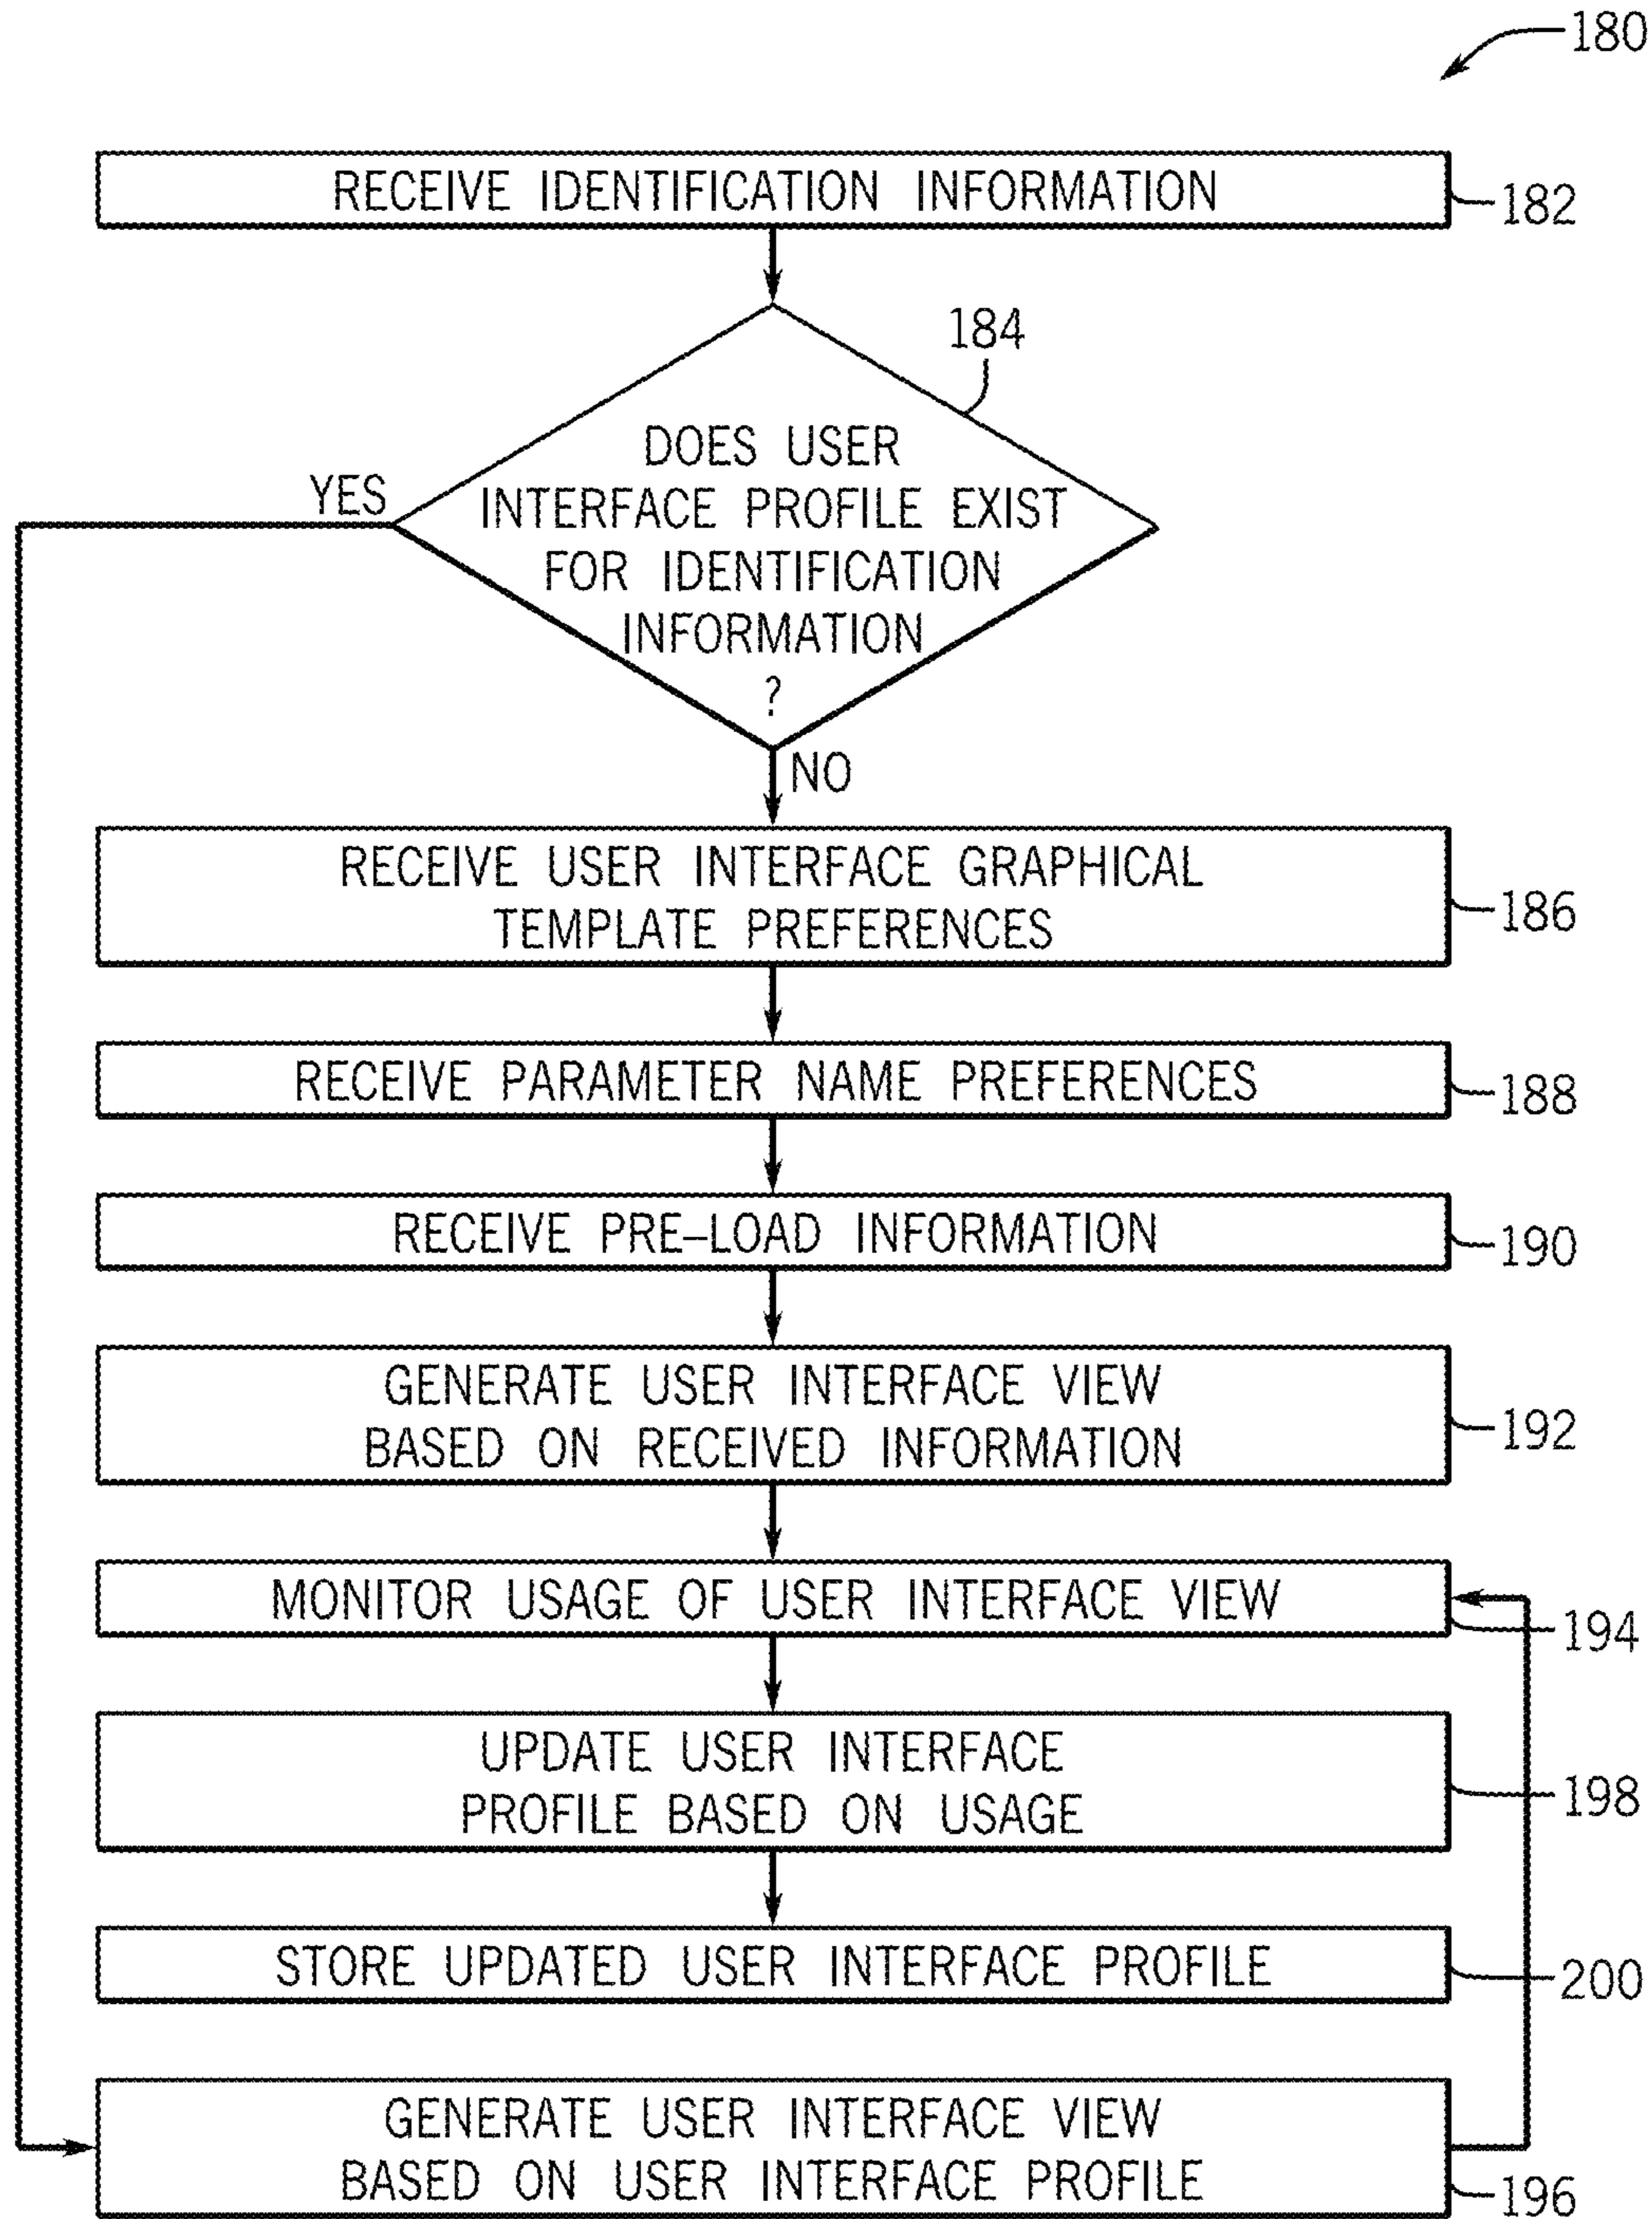 180
RECEIVE IDENTIFICATION INFORMATION
182
184
DOES USER
INTERFACE PROFILE EXIST
FOR IDENTIFICATION
INFORMATION
?
YES
NO
RECEIVE USER INTERFACE GRAPHICAL
TEMPLATE PREFERENCES
186
RECEIVE PARAMETER NAME PREFERENCES
188
RECEIVE PRE–LOAD INFORMATION
190
GENERATE USER INTERFACE VIEW
BASED ON RECEIVED INFORMATION
192
MONITOR USAGE OF USER INTERFACE VIEW
194
UPDATE USER INTERFACE
PROFILE BASED ON USAGE
198
STORE UPDATED USER INTERFACE PROFILE
200
GENERATE USER INTERFACE VIEW
BASED ON USER INTERFACE PROFILE
196